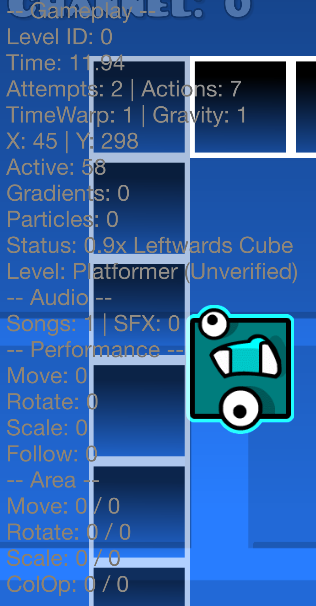 CHANNEL: 0
-- Gameplay --
Level ID: 0
Time: 11.94
Attempts: 2 | Actions: 7
TimeWarp: 1 | Gravity: 1
X: 45 | Y: 298
Active: 58
Gradients: 0
Particles: 0
Status: 0.9x Leftwards Cube
Level: Platformer (Unverified)
-- Audio --
Songs: 1 | SFX: 0
-- Performance --
Move: 0
Rotate: 0
Scale: 0
Follow: 0
-- Area --
Move: 0 / 0
Rotate: 0 / 0
Scale: 0 / 0
ColOp: 0 / 0